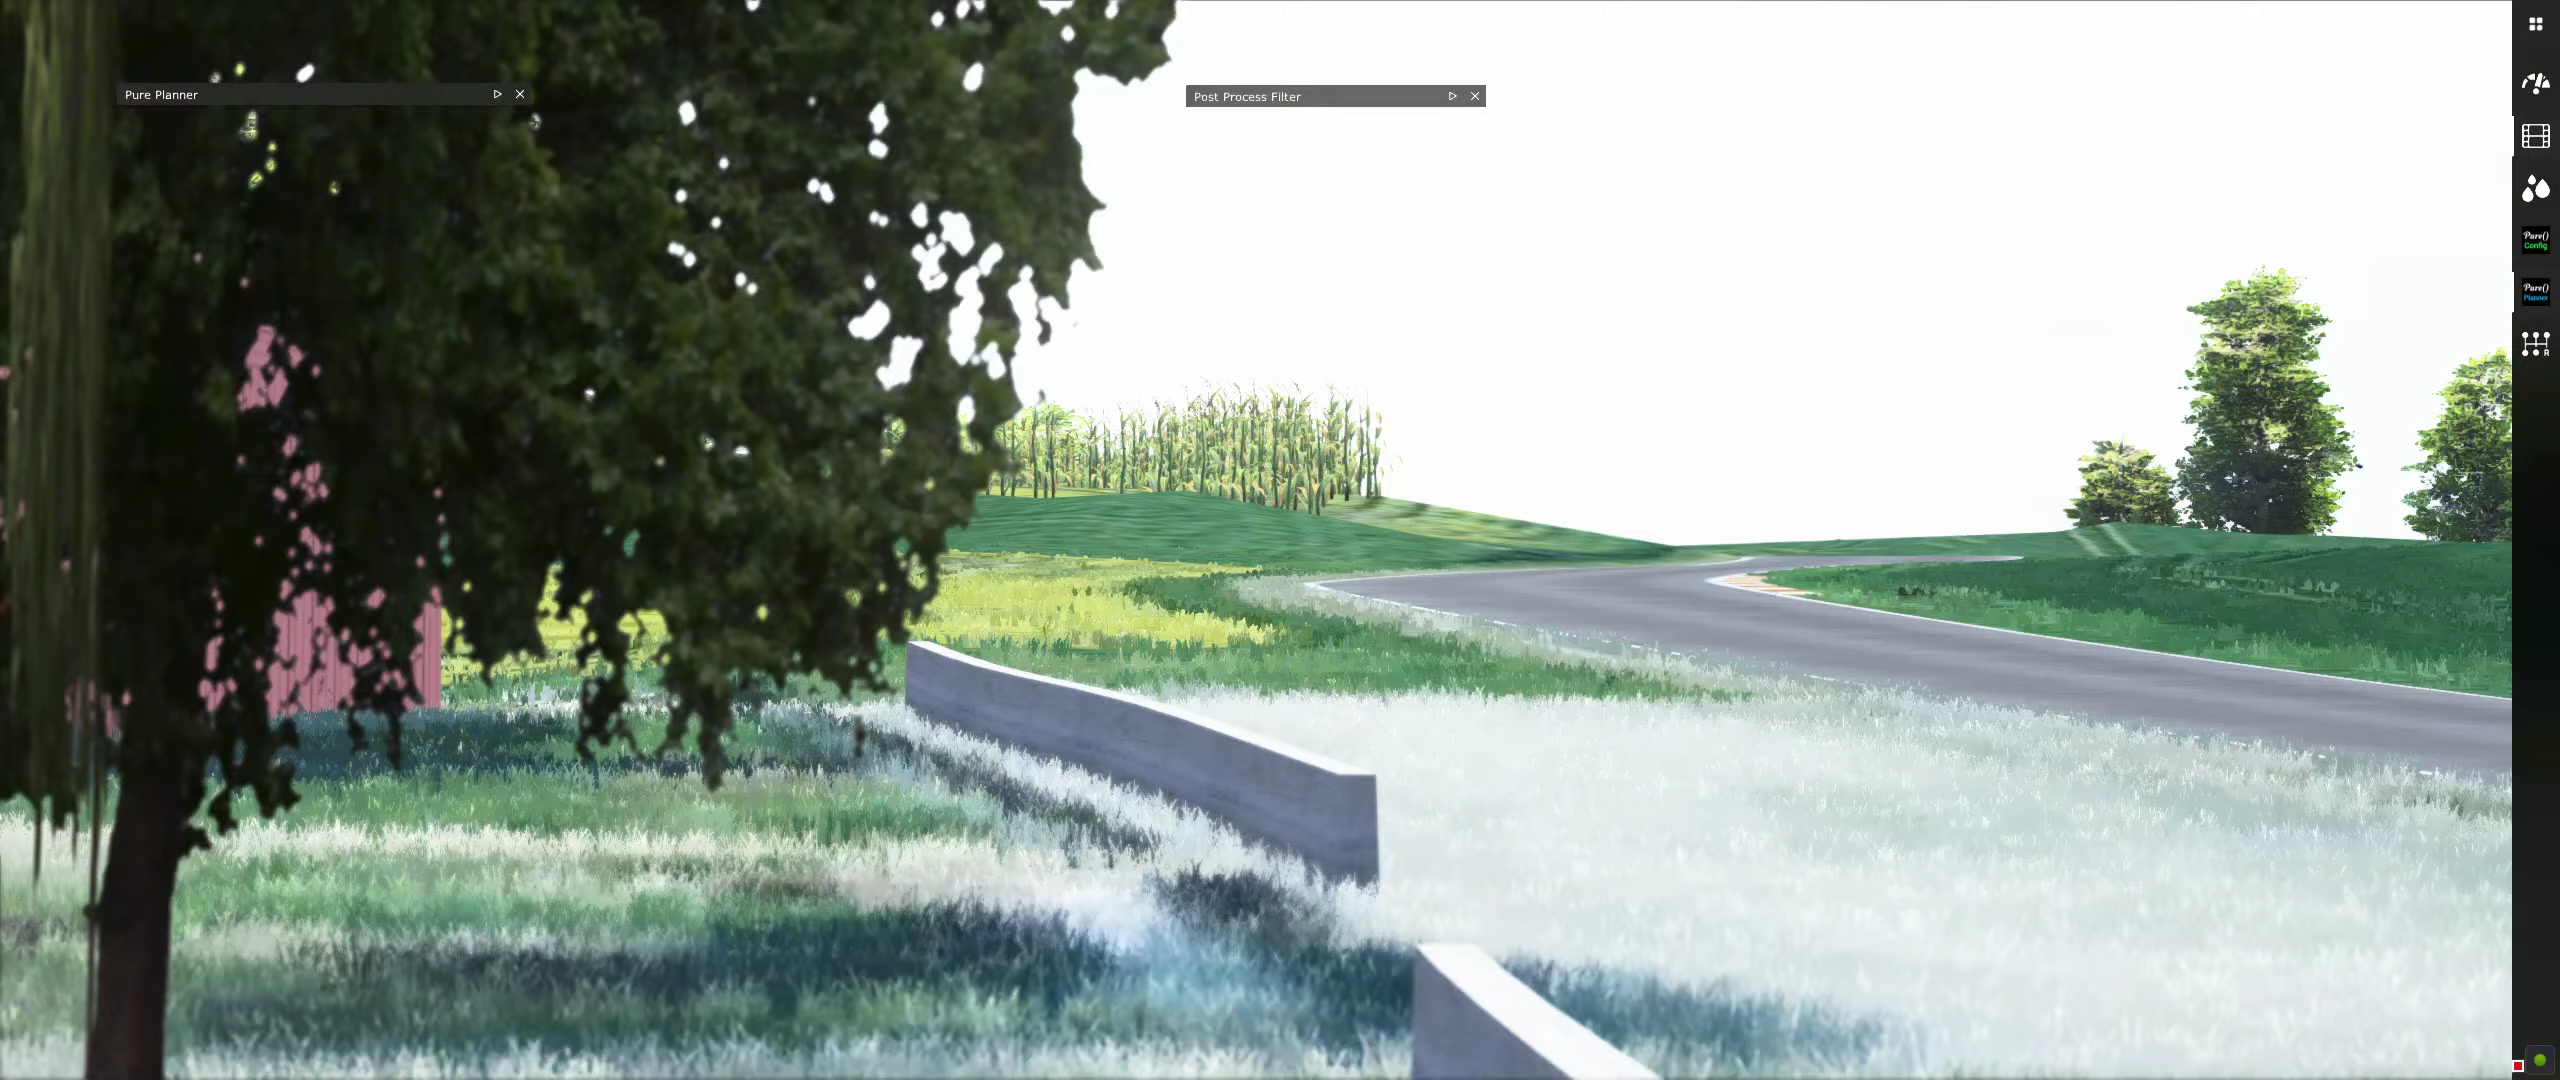 Pure Planner
Post Process Filter
Pure()
Config
Pure()
Planner
R